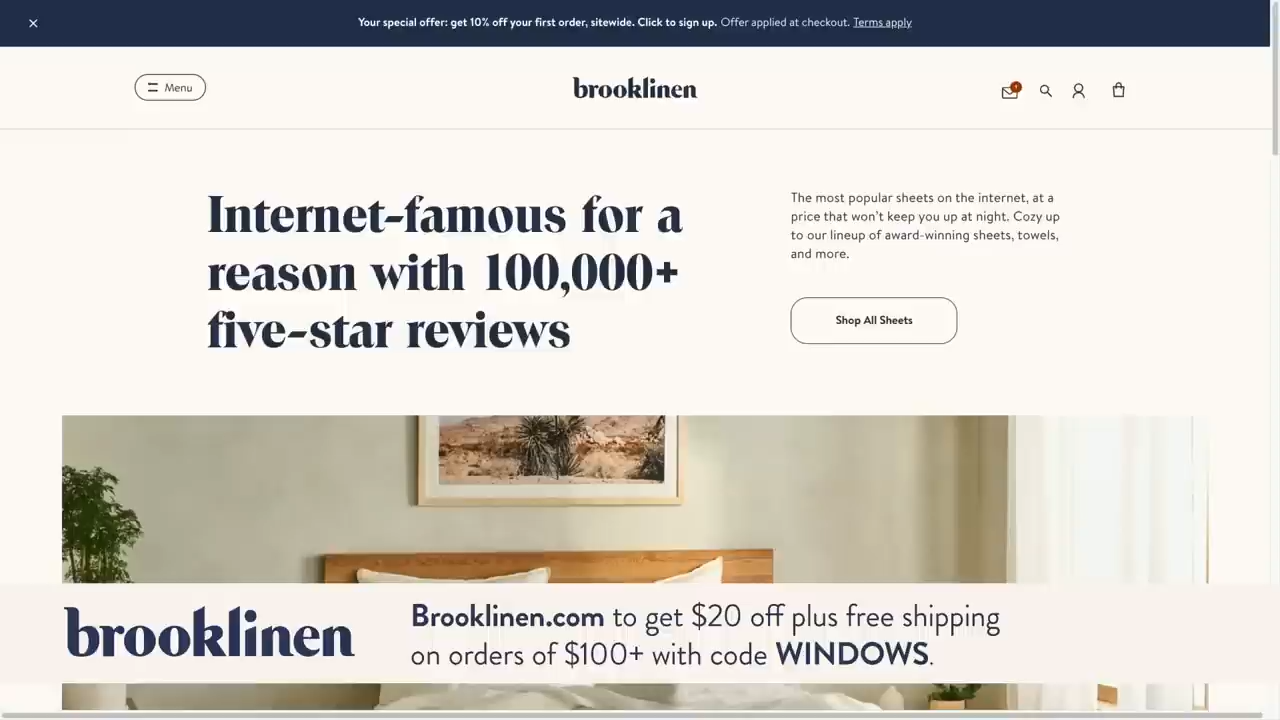 Your special offer: get 10% off your first order, sitewide. Click to sign up. Offer applied at checkout. Terms apply
Menu
brooklinen
Internet-famous for a
reason with 100,000+
five-star reviews
The most popular sheets on the internet, at a
price that won't keep you up at night. Cozy up
to our lineup of award-winning sheets, towels,
and more.
Shop All Sheets
brooklinen
Brooklinen.com to get $20 off plus free shipping
on orders of $100+ with code WINDOWS.